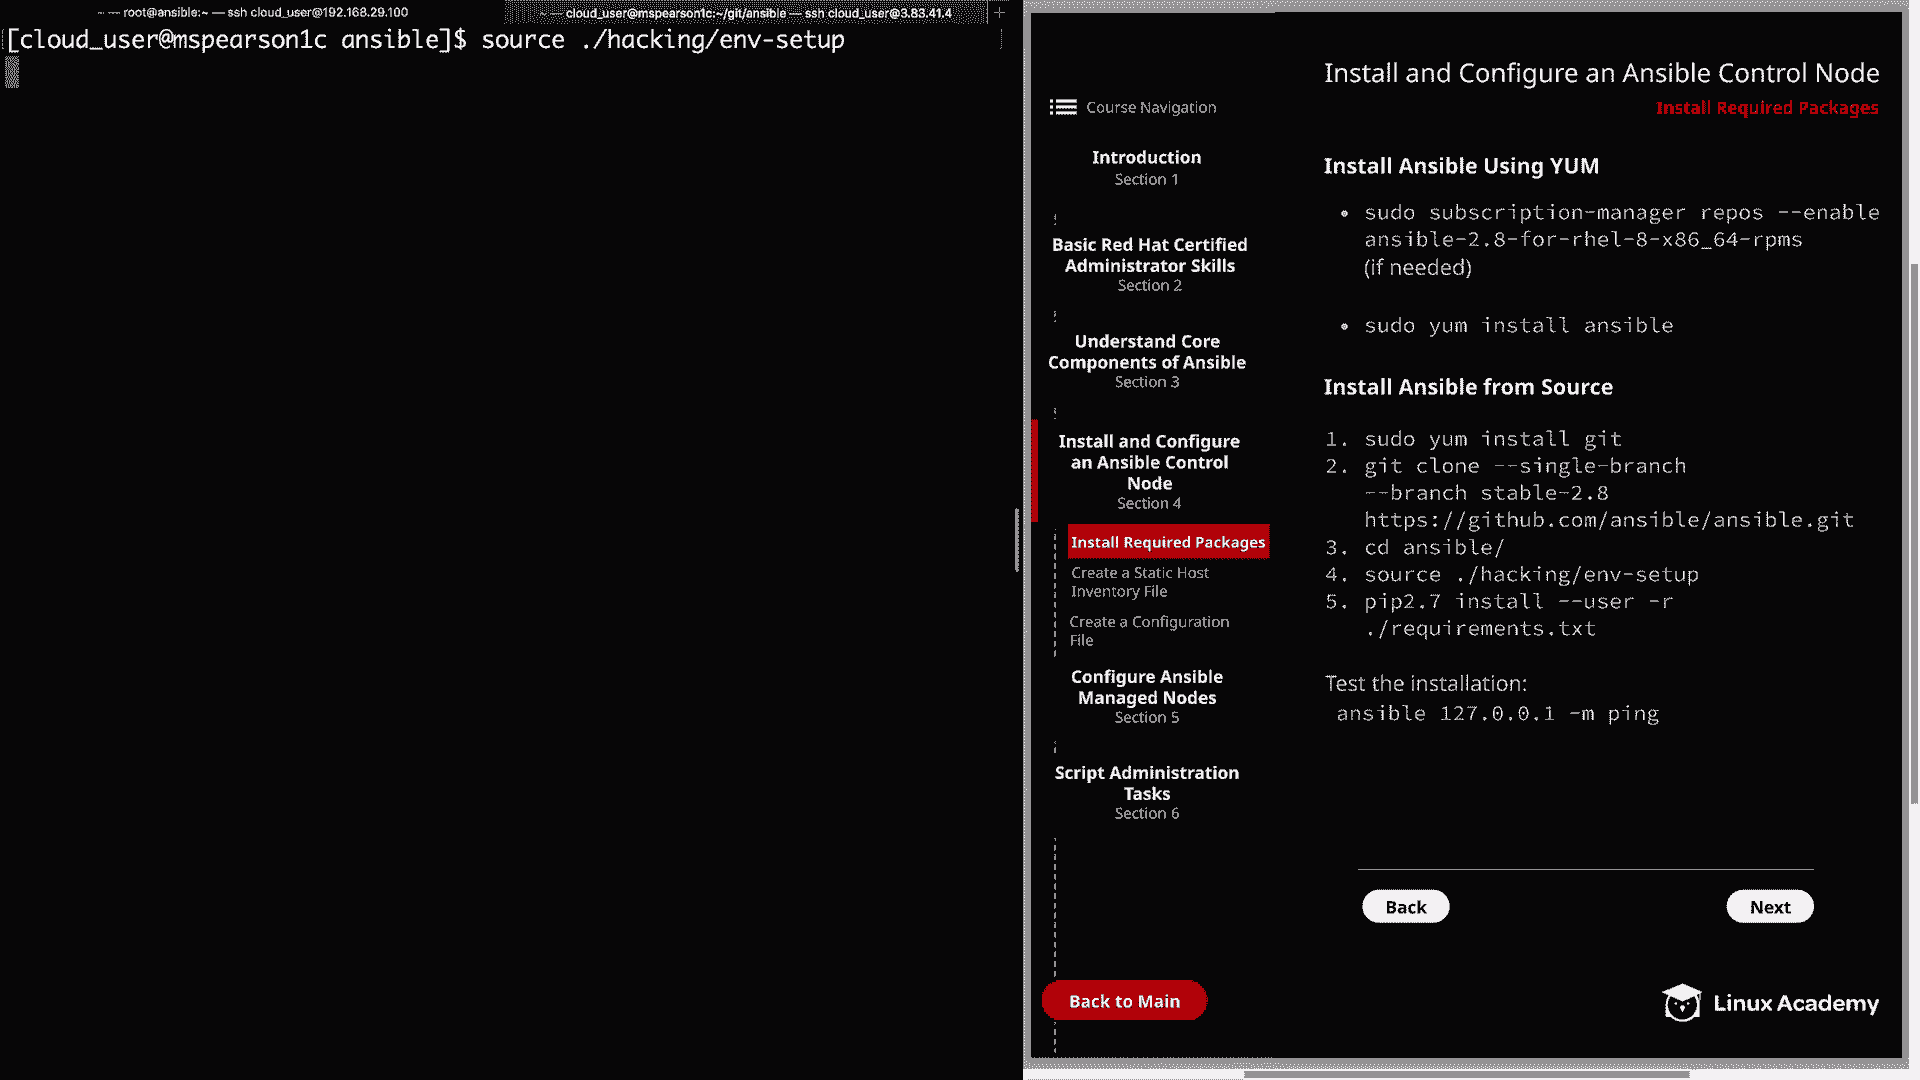 ~ — root@ansible:~ — ssh cloud_user@192.168.29.100
~ — cloud_user@mspearson1c:~/git/ansible — ssh cloud_user@3.83.41.4
+
[cloud_user@mspearson1c ansible]$ source ./hacking/env-setup
Install and Configure an Ansible Control Node
Install Required Packages
Course Navigation
Introduction
Section 1
Basic Red Hat Certified
Administrator Skills
Section 2
Understand Core
Components of Ansible
Section 3
Install and Configure
an Ansible Control
Node
Section 4
Install Required Packages
Create a Static Host
Inventory File
Create a Configuration
File
Configure Ansible
Managed Nodes
Section 5
Script Administration
Tasks
Section 6
Back to Main
Install Ansible Using YUM
• sudo subscription-manager repos --enable
ansible-2.8-for-rhel-8-x86_64-rpms
(if needed)
• sudo yum install ansible
Install Ansible from Source
1. sudo yum install git
2. git clone --single-branch
--branch stable-2.8
https://github.com/ansible/ansible.git
3. cd ansible/
4. source ./hacking/env-setup
5. pip2.7 install --user -r
./requirements.txt
Test the installation:
ansible 127.0.0.1 -m ping
Back
Next
Linux Academy